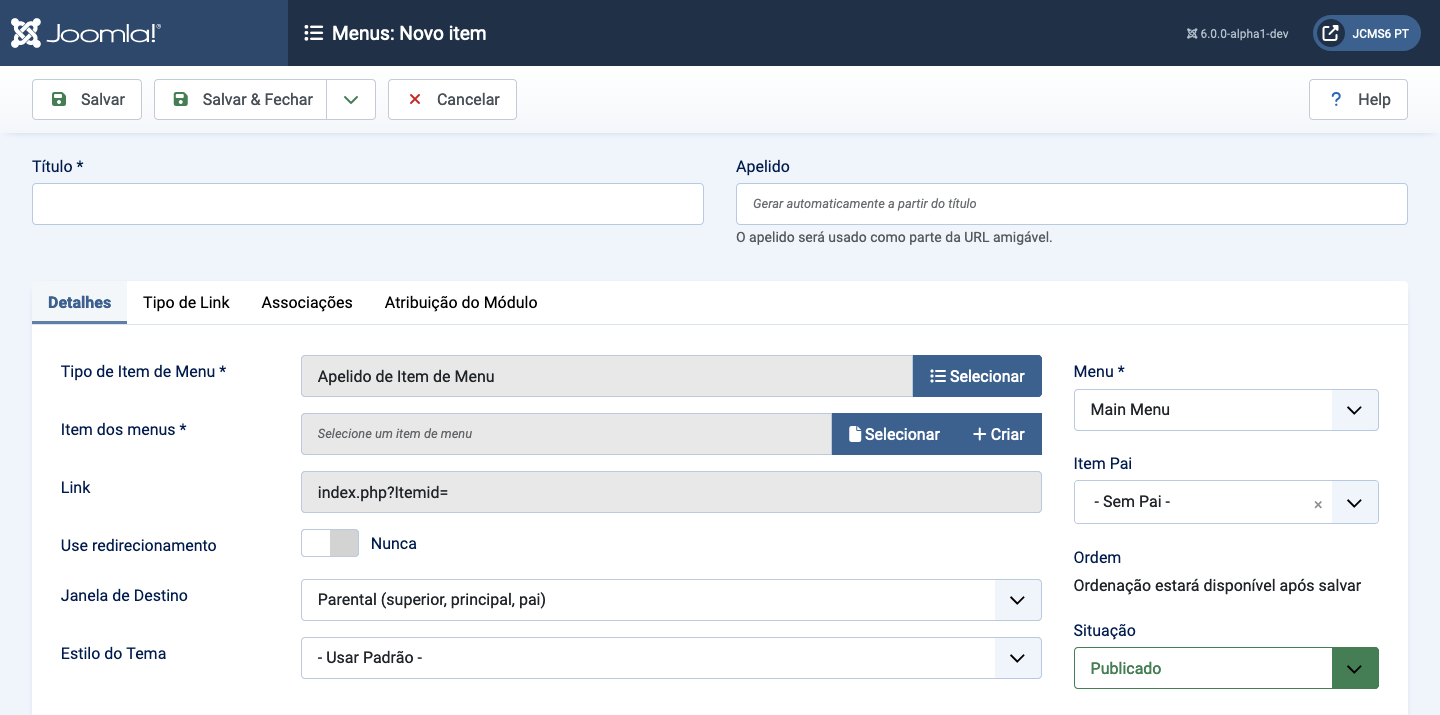 Joomla!®
Menus: Novo item
6.0.0-alpha1-dev
JCMS6 PT
Salvar
Salvar & Fechar
Cancelar
? Help
Título *
Apelido
Gerar automaticamente a partir do título
O apelido será usado como parte da URL amigável.
Detalhes
Tipo de Link
Associações
Atribuição do Módulo
Tipo de Item de Menu *
Apelido de Item de Menu
Selecionar
Item dos menus *
Selecione um item de menu
Selecionar
Criar
Link
index.php?Itemid=
Use redirecionamento
Nunca
Janela de Destino
Parental (superior, principal, pai)
Estilo do Tema
- Usar Padrão -
Menu *
Main Menu
Item Pai
- Sem Pai -
×
Ordem
Ordenação estará disponível após salvar
Situação
Publicado